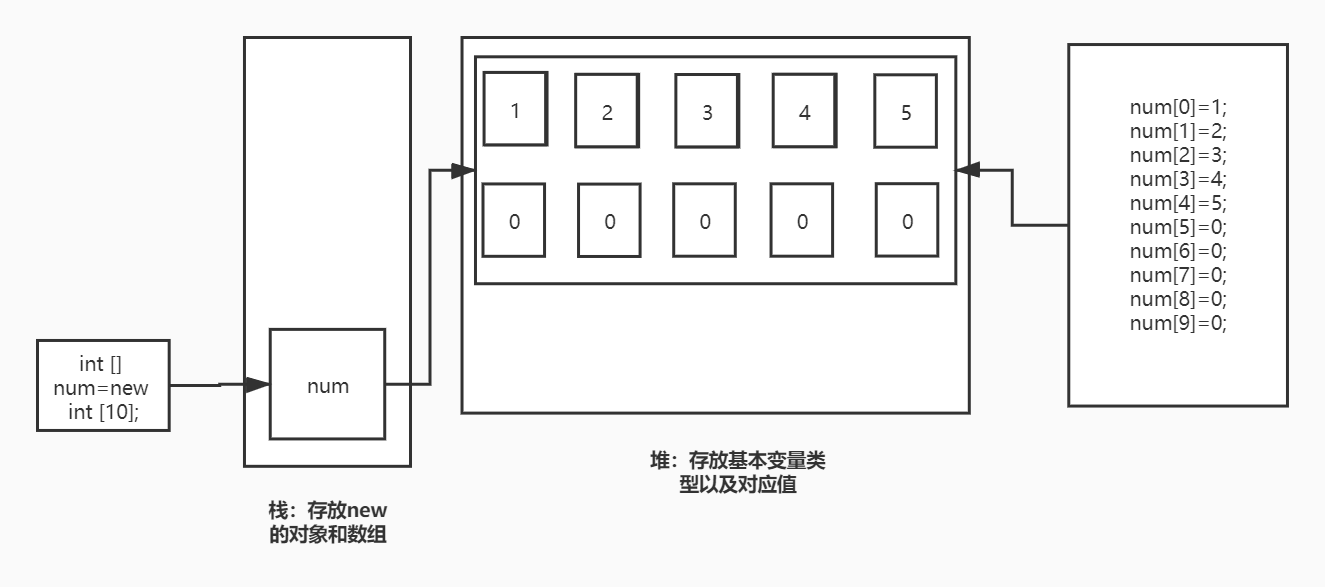 int []
num=new
int [10];
num
栈：存放new
的对象和数组
1
2
3
4
5
0
0
0
0
0
堆：存放基本变量类
型以及对应值
num[0]=1;
num[1]=2;
num[2]=3;
num[3]=4;
num[4]=5;
num[5]=0;
num[6]=0;
num[7]=0;
num[8]=0;
num[9]=0;